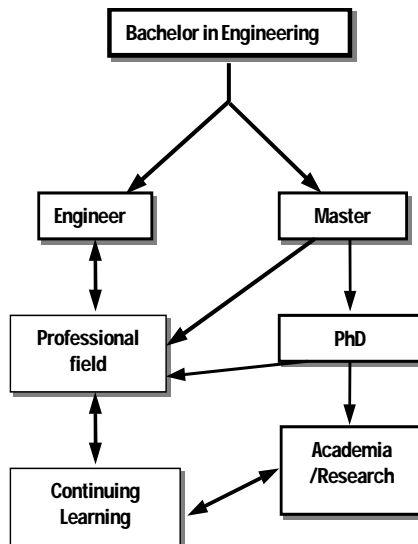 Bachelor in Engineering
Engineer
Master
Professional
field
PhD
Academia
/Research
Continuing
Learning